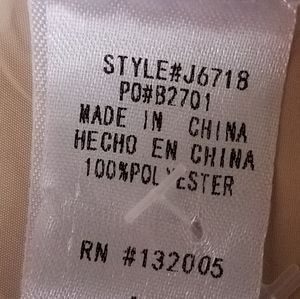 STYLE#J6718
PO#B2701
MADE IN CHINA
HECHO EN CHINA
100%POLYESTER
RN #132005